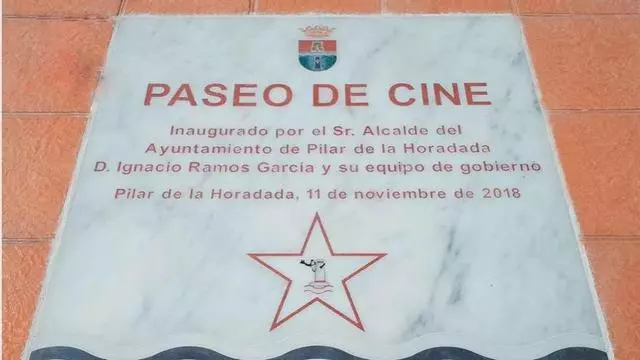 PASEO DE CINE
Inaugurado por el Sr. Alcalde del
Ayuntamiento de Pilar de la Horadada
D. Ignacio Ramos García y su equipo de gobierno
Pilar de la Horadada, 11 de noviembre de 2018